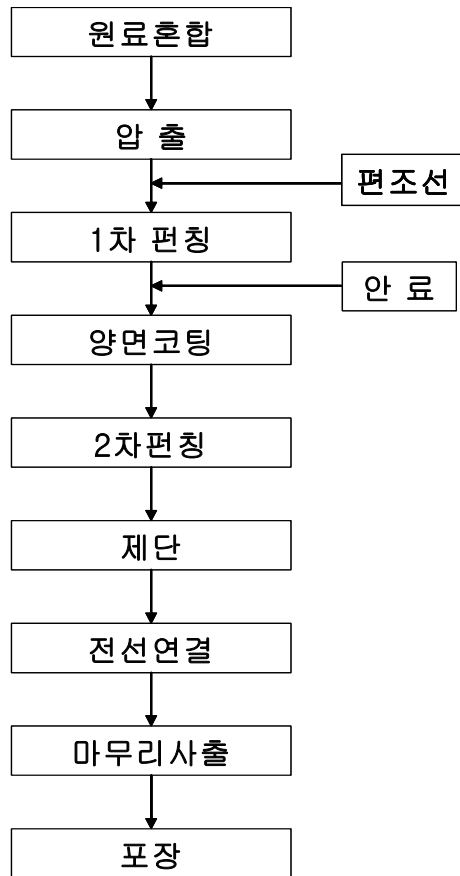 원료혼합
압 출
편조선
1차 펀칭
안 료
양면코팅
2차펀칭
제단
전선연결
마무리사출
포장